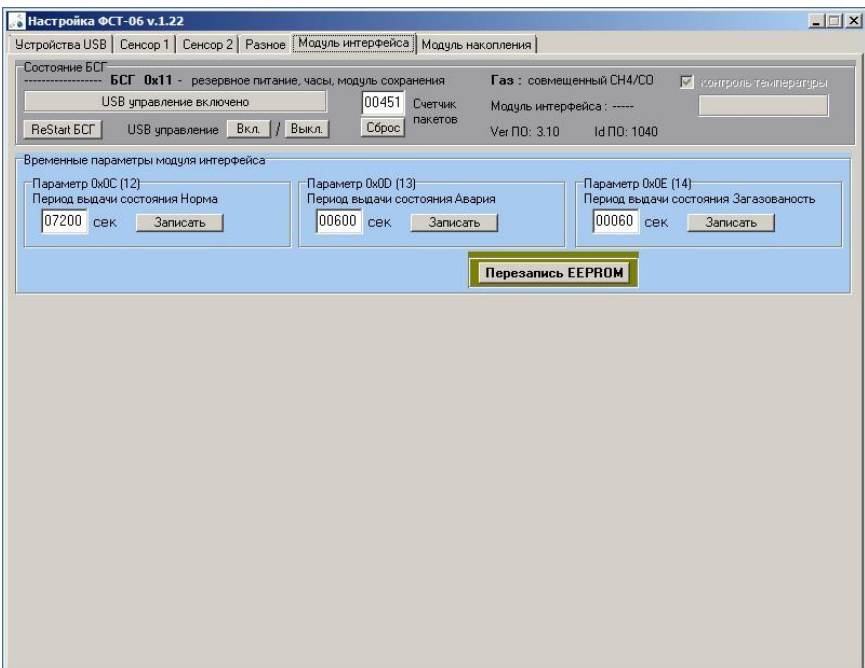 Настройка ФСТ-06 v.1.22
Устройства USB Сенсор 1 Сенсор 2 Разное Модуль интерфейса Модуль накопления
Состояние БСГ
------------------ БСГ 0x11 - резервное питание, часы, модуль сохранения
Газ : совмещенный CH4/CO
контроль температуры
USB управление включено
00451 Счетчик пакетов
Модуль интерфейса : -----
ReStart БСГ USB управление Вкл. / Выкл. Сброс
Ver ПО: 3.10 Id ПО: 1040
Временные параметры модуля интерфейса
Параметр 0x0C (12)
Период выдачи состояния Норма
07200 сек Записать
Параметр 0x0D (13)
Период выдачи состояния Авария
00600 сек Записать
Параметр 0x0E (14)
Период выдачи состояния Загазованость
00060 сек Записать
Перезапись EEPROM